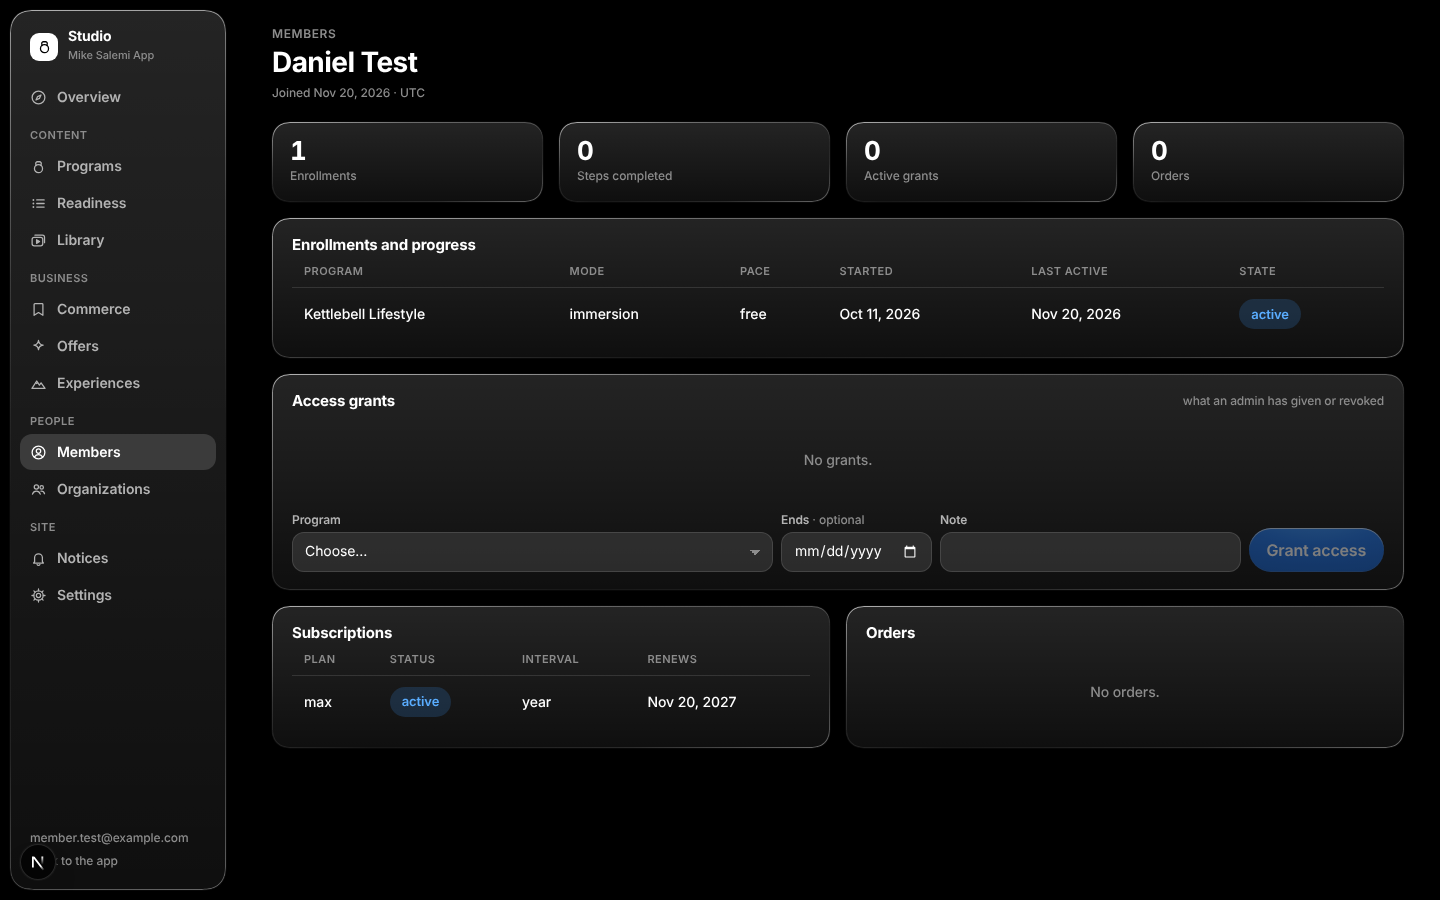 Studio
Mike Salemi App
Overview
CONTENT
Programs
Readiness
Library
BUSINESS
Commerce
Offers
Experiences
PEOPLE
Members
Organizations
SITE
Notices
Settings
member.test@example.com
N
to the app
MEMBERS
Daniel Test
Joined Nov 20, 2026 · UTC
1
Enrollments
0
Steps completed
0
Active grants
0
Orders
Enrollments and progress
PROGRAM MODE PACE STARTED LAST ACTIVE STATE
Kettlebell Lifestyle immersion free Oct 11, 2026 Nov 20, 2026 active
Access grants what an admin has given or revoked
No grants.
Program Ends · optional Note
Choose... mm/dd/yyyy Grant access
Subscriptions
PLAN STATUS INTERVAL RENEWS
max active year Nov 20, 2027
Orders
No orders.